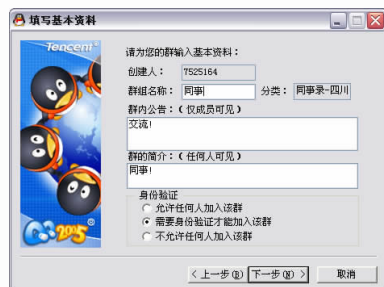 填写基本资料
Tencent
请为您的群输入基本资料：
创建人： 7525164
群组名称： 同事 分类： 同事录-四川
群内公告：（仅成员可见）
交流！
群的简介：（任何人可见）
同事！
身份验证
允许任何人加入该群
需要身份验证才能加入该群
不允许任何人加入该群
QQ2005
< 上一步(B) 下一步(N) > 取消